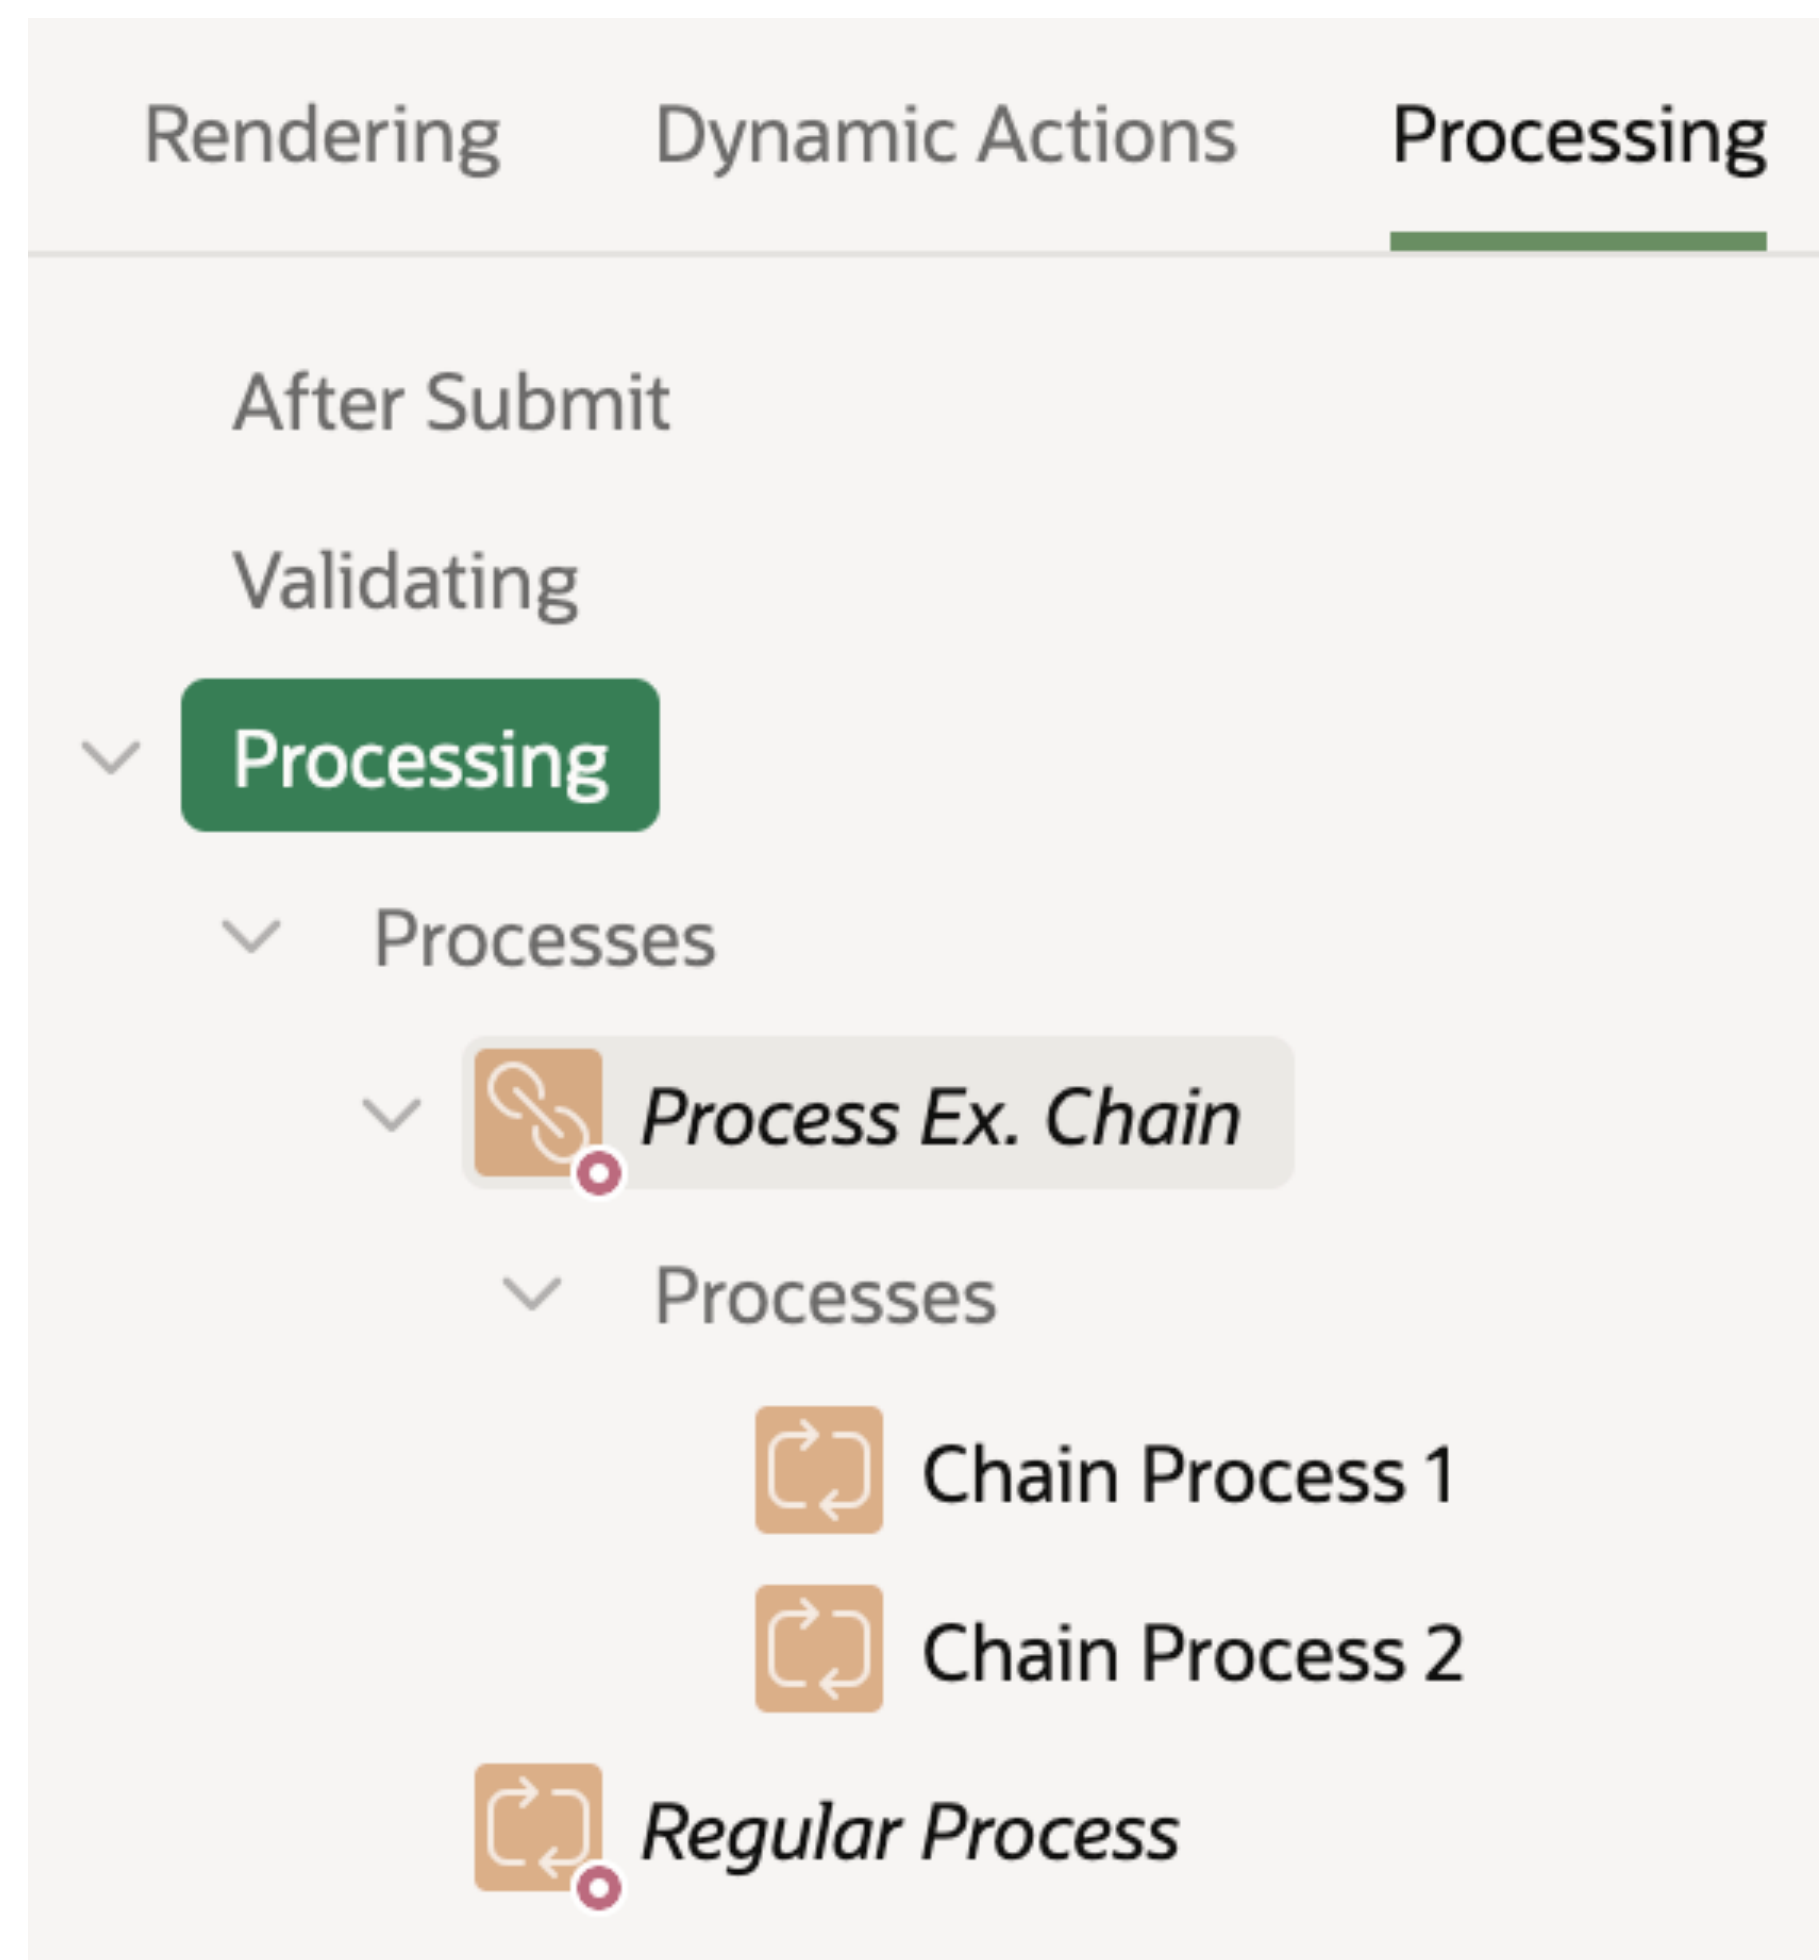 Rendering Dynamic Actions Processing
After Submit
Validating
Processing
Processes
Process Ex. Chain
Processes
Chain Process 1
Chain Process 2
Regular Process